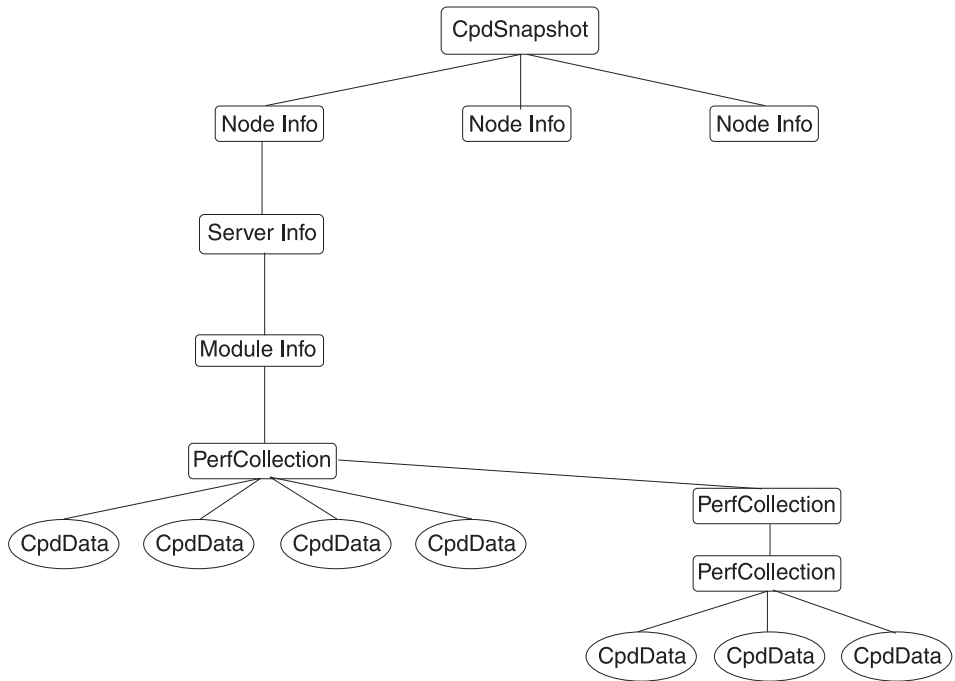 CpdSnapshot
Node Info
Node Info
Node Info
Server Info
Module Info
PerfCollection
PerfCollection
CpdData
CpdData
CpdData
CpdData
PerfCollection
CpdData
CpdData
CpdData